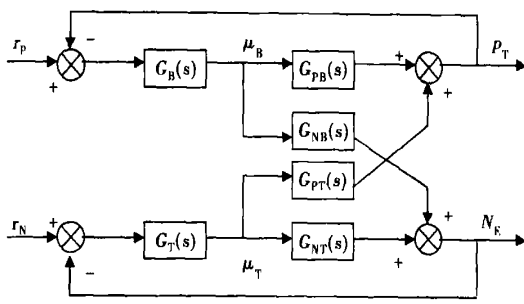 −
r_P
+
G_B(s)
μ_B
G_PB(s)
+
+
P_T
G_NB(s)
G_PT(s)
r_N
+
−
G_T(s)
μ_T
G_NT(s)
+
+
N_E